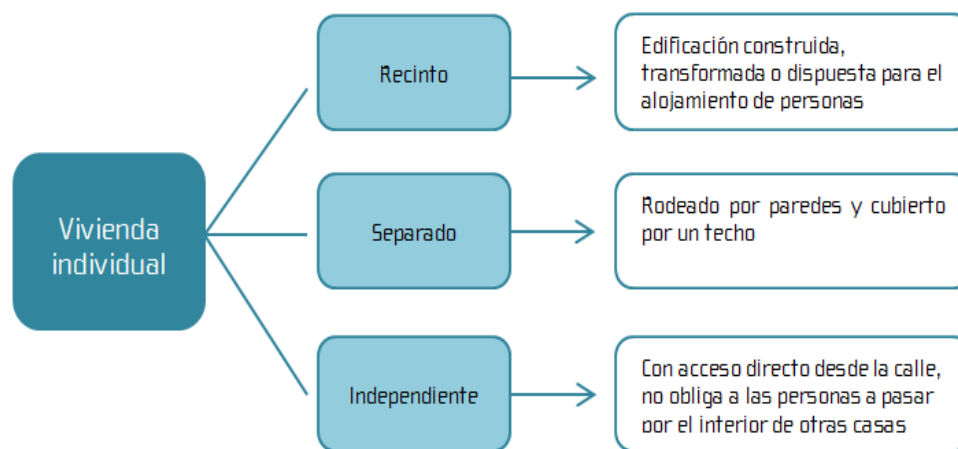 Vivienda
individual
Recinto
Edificación construida,
transformada o dispuesta para el
alojamiento de personas
Separado
Rodeado por paredes y cubierto
por un techo
Independiente
Con acceso directo desde la calle,
no obliga a las personas a pasar
por el interior de otras casas